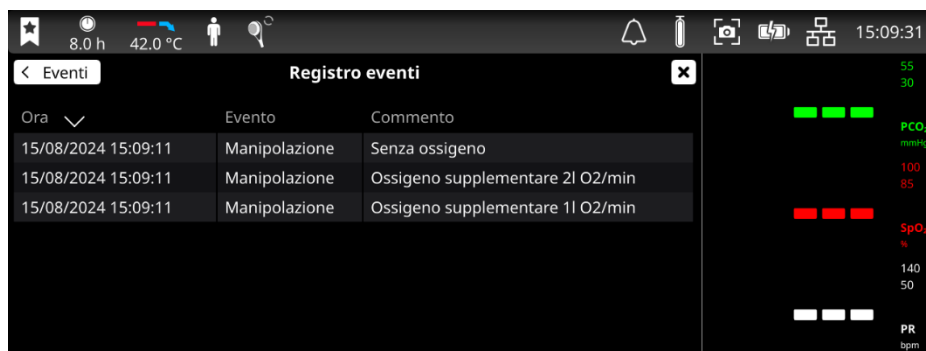 8.0 h
42.0 °C
15:09:31
Eventi
Registro eventi
Ora
Evento
Commento
15/08/2024 15:09:11 Manipolazione Senza ossigeno
15/08/2024 15:09:11 Manipolazione Ossigeno supplementare 2l O2/min
15/08/2024 15:09:11 Manipolazione Ossigeno supplementare 1l O2/min
55
30
PCO₂
mmHg
100
85
SpO₂
%
140
50
PR
bpm